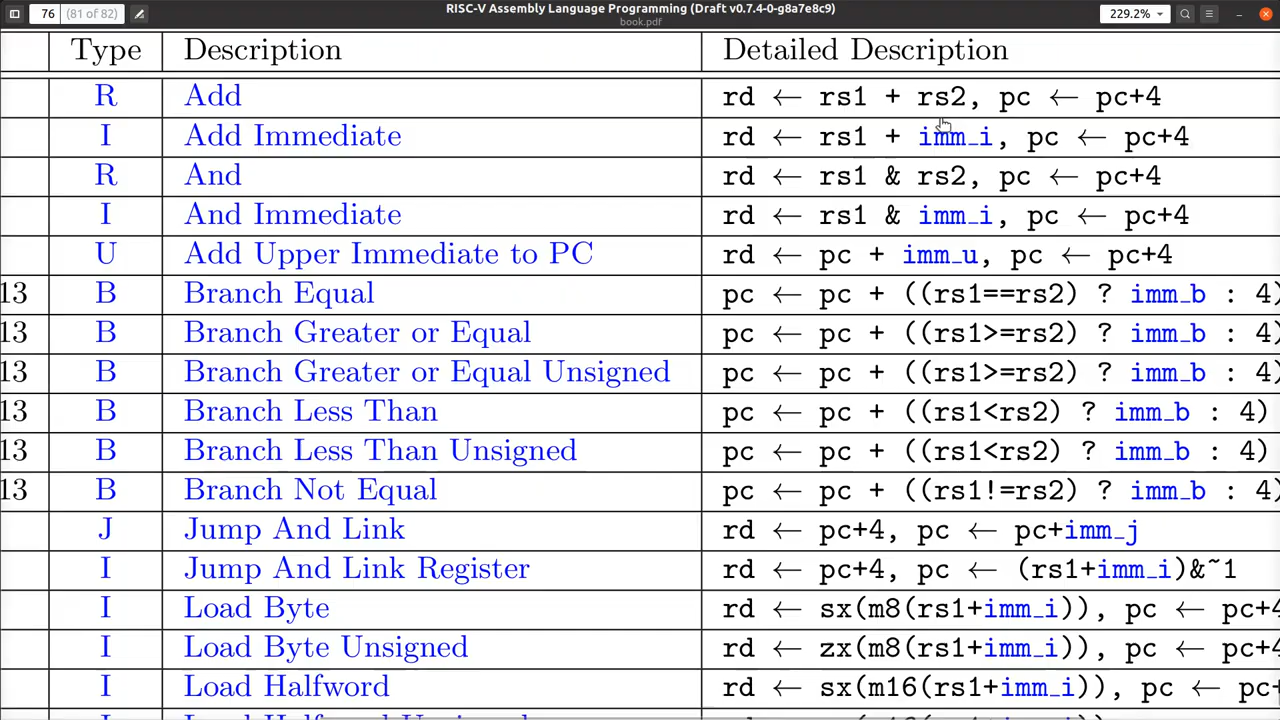 76 (81 of 82) RISC-V Assembly Language Programming (Draft v0.7.4-0-g8a7e8c9) 229.2%
book.pdf
Type Description Detailed Description
R Add rd ← rs1 + rs2, pc ← pc+4
I Add Immediate rd ← rs1 + imm_i, pc ← pc+4
R And rd ← rs1 & rs2, pc ← pc+4
I And Immediate rd ← rs1 & imm_i, pc ← pc+4
U Add Upper Immediate to PC rd ← pc + imm_u, pc ← pc+4
13 B Branch Equal pc ← pc + ((rs1==rs2) ? imm_b : 4)
13 B Branch Greater or Equal pc ← pc + ((rs1>=rs2) ? imm_b : 4)
13 B Branch Greater or Equal Unsigned pc ← pc + ((rs1>=rs2) ? imm_b : 4)
13 B Branch Less Than pc ← pc + ((rs1<rs2) ? imm_b : 4)
13 B Branch Less Than Unsigned pc ← pc + ((rs1<rs2) ? imm_b : 4)
13 B Branch Not Equal pc ← pc + ((rs1!=rs2) ? imm_b : 4)
J Jump And Link rd ← pc+4, pc ← pc+imm_j
I Jump And Link Register rd ← pc+4, pc ← (rs1+imm_i)&~1
I Load Byte rd ← sx(m8(rs1+imm_i)), pc ← pc+4
I Load Byte Unsigned rd ← zx(m8(rs1+imm_i)), pc ← pc+4
I Load Halfword rd ← sx(m16(rs1+imm_i)), pc ← pc+